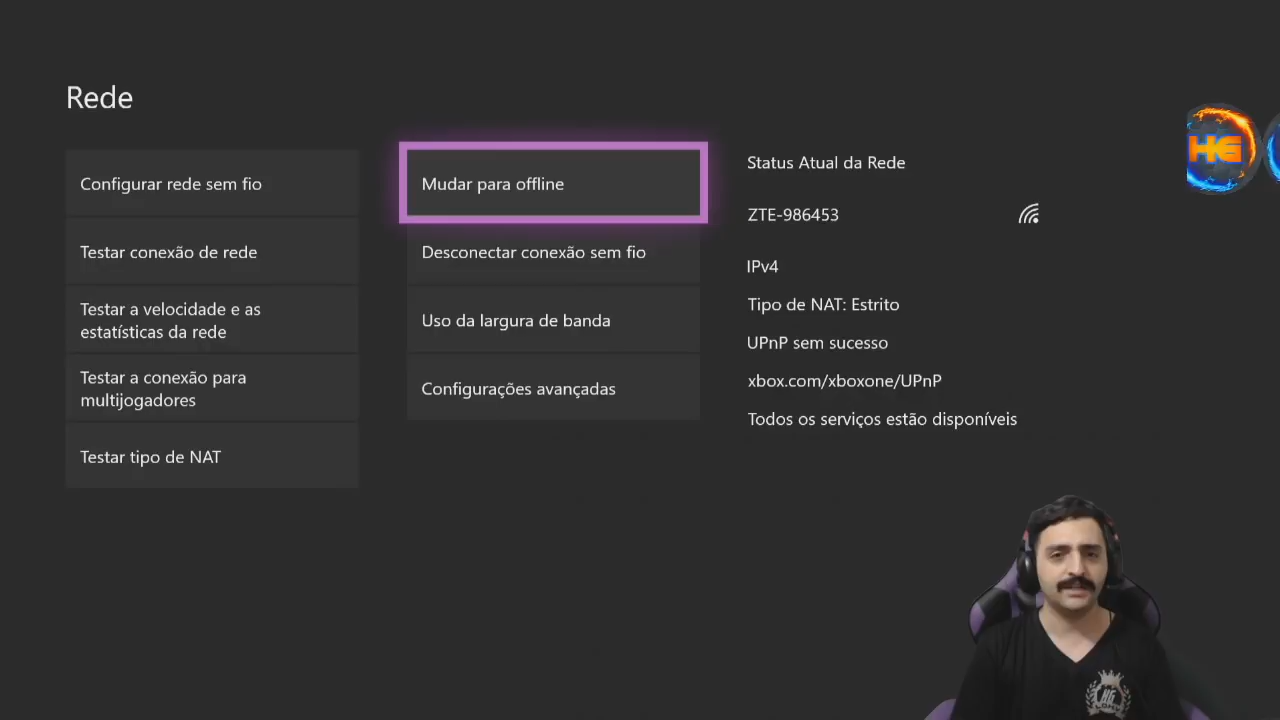 Rede
Configurar rede sem fio
Testar conexão de rede
Testar a velocidade e as
estatísticas da rede
Testar a conexão para
multijogadores
Testar tipo de NAT
Mudar para offline
Desconectar conexão sem fio
Uso da largura de banda
Configurações avançadas
Status Atual da Rede
ZTE-986453
IPv4
Tipo de NAT: Estrito
UPnP sem sucesso
xbox.com/xboxone/UPnP
Todos os serviços estão disponíveis
HG
HG